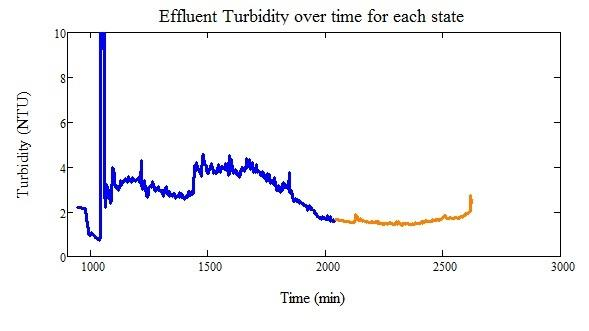 Effluent Turbidity over time for each state
10
8
6
4
2
0
Turbidity (NTU)
1000 1500 2000 2500 3000
Time (min)